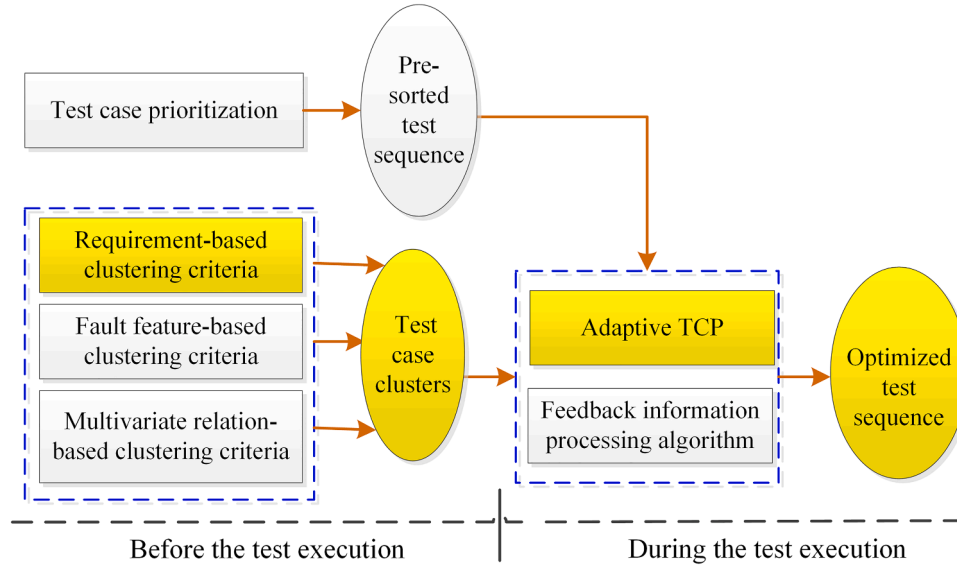 Test case prioritization
Pre-
sorted
test
sequence
Requirement-based
clustering criteria
Fault feature-based
clustering criteria
Multivariate relation-
based clustering criteria
Test
case
clusters
Adaptive TCP
Feedback information
processing algorithm
Optimized
test
sequence
Before the test execution
During the test execution